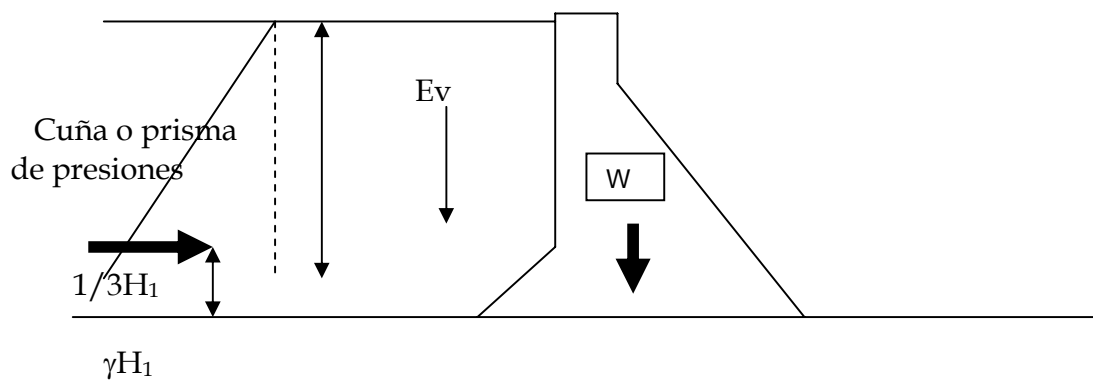 Ev
Cuña o prisma
de presiones
W
1/3H₁
γH₁